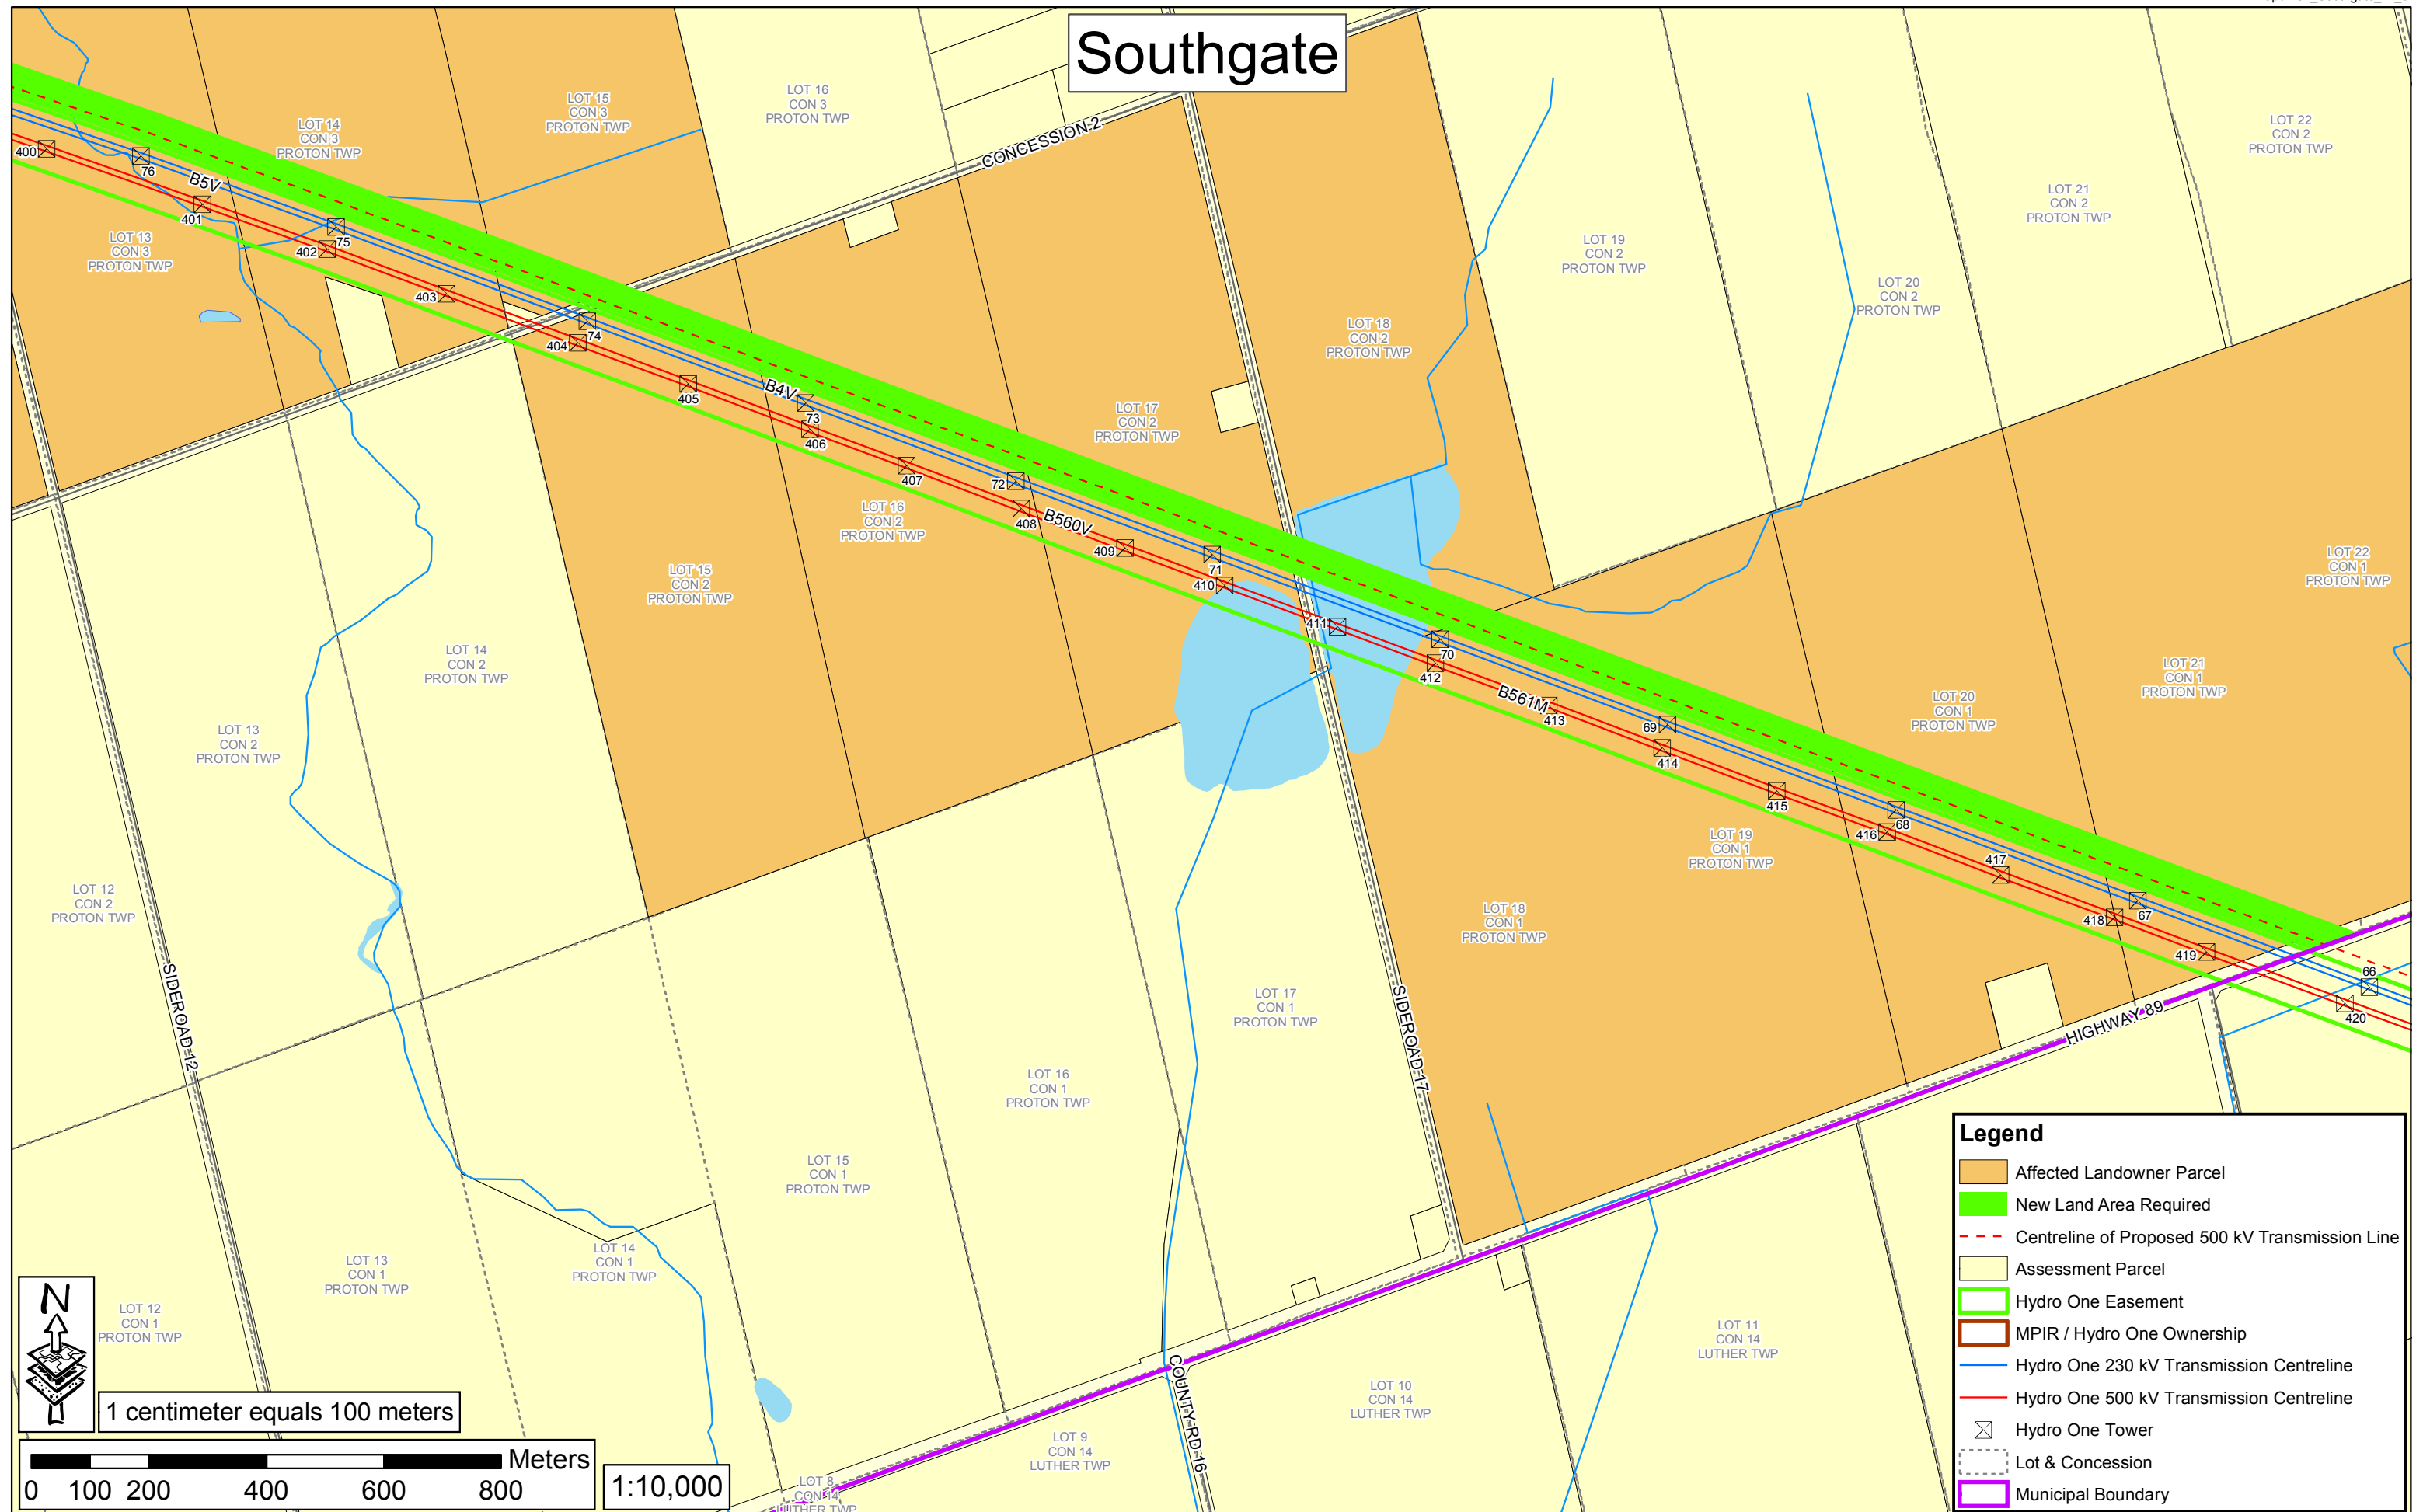 Southgate
LOT 14
CON 3
PROTON TWP
LOT 15
CON 3
PROTON TWP
LOT 16
CON 3
PROTON TWP
CONCESSION 2
LOT 22
CON 2
PROTON TWP
LOT 21
CON 2
PROTON TWP
LOT 19
CON 2
PROTON TWP
LOT 20
CON 2
PROTON TWP
LOT 18
CON 2
PROTON TWP
LOT 13
CON 3
PROTON TWP
400
76
B5V
401
75
402
403
74
404
B4V
73
405
406
407
72
408
B560V
409
71
410
411
70
412
B561M
413
69
414
415
68
416
417
67
418
419
66
420
LOT 17
CON 2
PROTON TWP
LOT 16
CON 2
PROTON TWP
LOT 15
CON 2
PROTON TWP
LOT 14
CON 2
PROTON TWP
LOT 13
CON 2
PROTON TWP
LOT 12
CON 2
PROTON TWP
LOT 22
CON 1
PROTON TWP
LOT 21
CON 1
PROTON TWP
LOT 20
CON 1
PROTON TWP
LOT 19
CON 1
PROTON TWP
LOT 18
CON 1
PROTON TWP
LOT 17
CON 1
PROTON TWP
LOT 16
CON 1
PROTON TWP
LOT 15
CON 1
PROTON TWP
LOT 14
CON 1
PROTON TWP
LOT 13
CON 1
PROTON TWP
LOT 12
CON 1
PROTON TWP
SIDEROAD 12
SIDEROAD 17
HIGHWAY 89
COUNTY RD 16
LOT 11
CON 14
LUTHER TWP
LOT 10
CON 14
LUTHER TWP
LOT 9
CON 14
LUTHER TWP
LOT 8
CON 14
LUTHER TWP
N
1 centimeter equals 100 meters
Meters
0 100 200 400 600 800
1:10,000
Legend
Affected Landowner Parcel
New Land Area Required
Centreline of Proposed 500 kV Transmission Line
Assessment Parcel
Hydro One Easement
MPIR / Hydro One Ownership
Hydro One 230 kV Transmission Centreline
Hydro One 500 kV Transmission Centreline
Hydro One Tower
Lot & Concession
Municipal Boundary